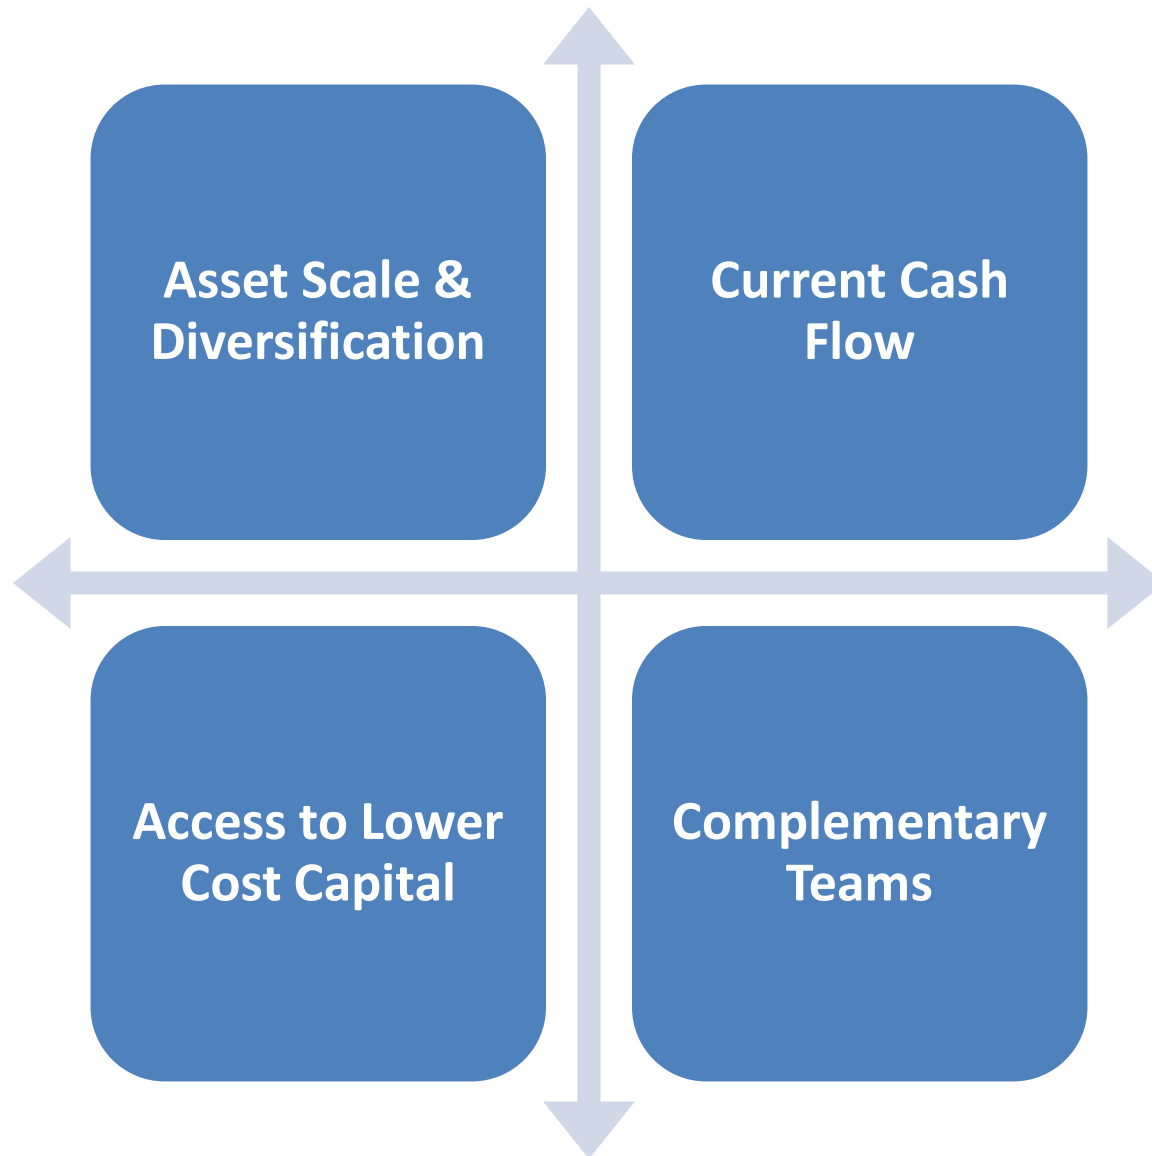 Asset Scale &
Diversification
Current Cash
Flow
Access to Lower
Cost Capital
Complementary
Teams